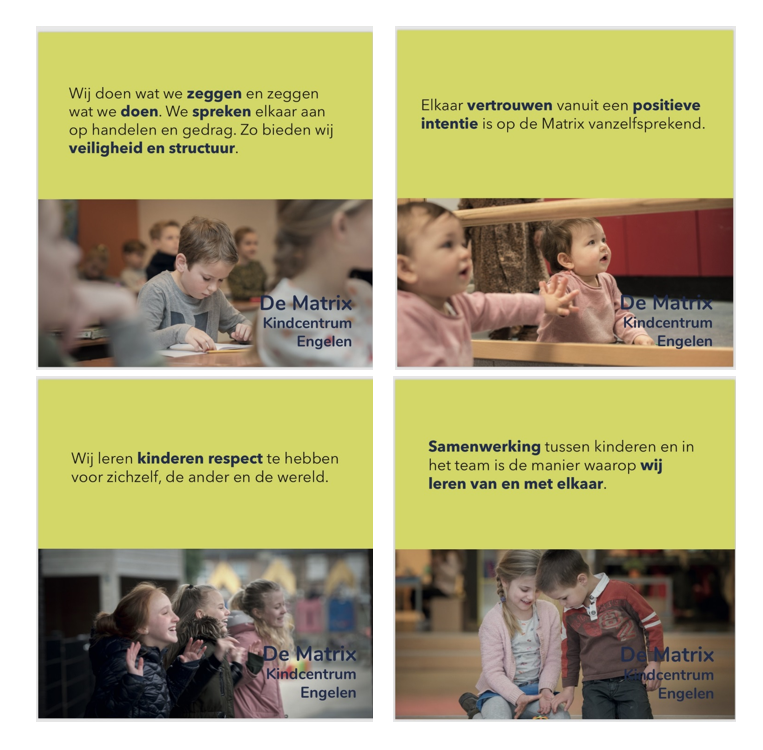 Wij doen wat we zeggen en zeggen
wat we doen. We spreken elkaar aan
op handelen en gedrag. Zo bieden wij
veiligheid en structuur.
De Matrix
Kindcentrum
Engelen
Elkaar vertrouwen vanuit een positieve
intentie is op de Matrix vanzelfsprekend.
De Matrix
Kindcentrum
Engelen
Wij leren kinderen respect te hebben
voor zichzelf, de ander en de wereld.
De Matrix
Kindcentrum
Engelen
Samenwerking tussen kinderen en in
het team is de manier waarop wij
leren van en met elkaar.
De Matrix
Kindcentrum
Engelen